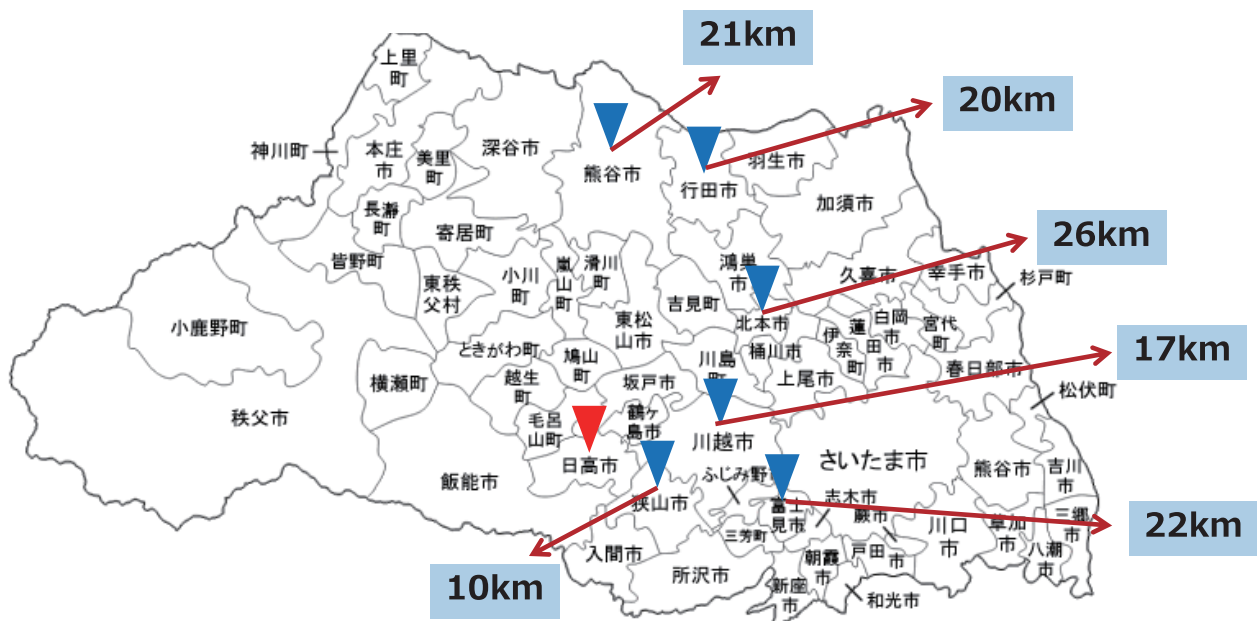 21km
20km
26km
17km
22km
10km
上里
町
神川町
本庄
市
美里
町
深谷市
熊谷市
行田市
羽生市
加須市
長瀞
町
寄居町
皆野町
東秩
父村
小川
町
嵐
山
町
滑川
町
吉見町
鴻巣
市
久喜市
幸手市
杉戸町
小鹿野町
東松
山市
北本市
桶川市
伊
奈
町
蓮
田
市
白岡
市
宮代
町
ときがわ町
鳩山
町
川島
町
上尾市
春日部市
松伏町
横瀬町
越生
町
坂戸市
秩父市
毛呂
山町
鶴ヶ
島市
川越市
さいたま市
熊谷市
吉川
市
飯能市
日高市
狭山市
ふじみ野市
富士
見市
志木市
蕨市
川口
市
草加
市
三郷
市
八潮
市
入間市
三芳町
所沢市
朝霞
市
戸田
市
新座
市
和光市